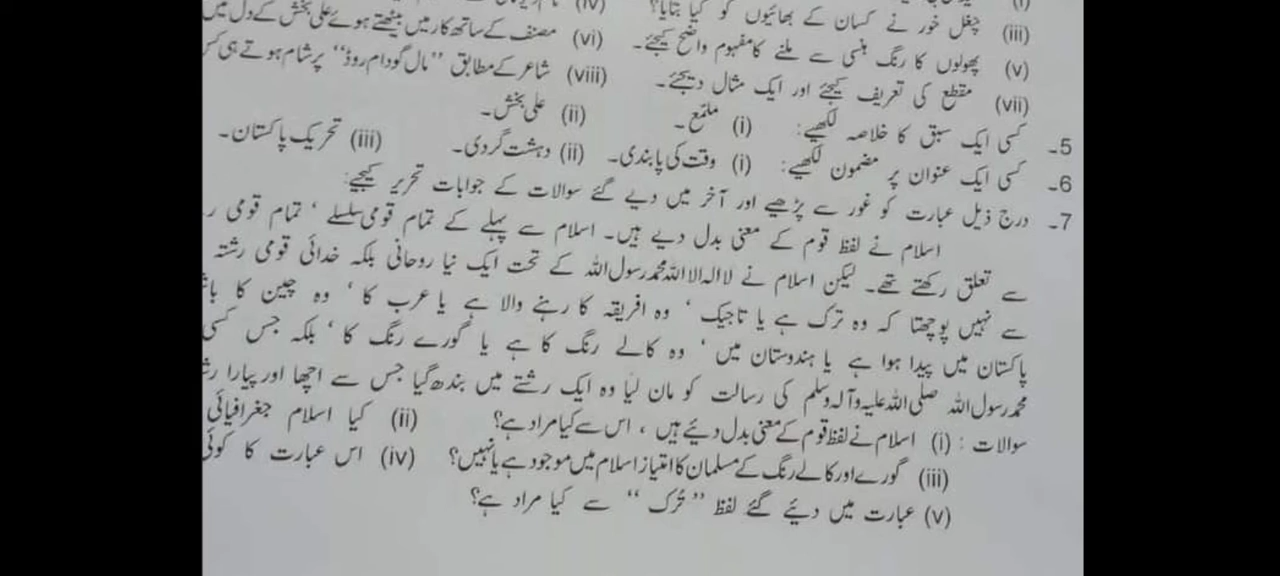 (iii) چغل خور نے کسان کے بھائیوں کو کیا بتایا؟ (iv)
(v) پھولوں کا رنگ ہنسی سے ملنے کا مفہوم واضح کیجئے۔ (vi) مصنف کے ساتھ کار میں بیٹھتے ہوئے علی بخش کے دل میں
(vii) مقطع کی تعریف کیجئے اور ایک مثال دیجئے۔ (viii) شاعر کے مطابق ”مال گودام روڈ“ پر شام ہوتے ہی
5۔ کسی ایک سبق کا خلاصہ لکھیے: (i) ملمّع۔ (ii) علی بخش۔
6۔ کسی ایک عنوان پر مضمون لکھیے: (i) وقت کی پابندی۔ (ii) دہشت گردی۔ (iii) تحریک پاکستان۔
7۔ درج ذیل عبارت کو غور سے پڑھیے اور آخر میں دیے گئے سوالات کے جوابات تحریر کیجیے:
اسلام نے لفظ قوم کے معنی بدل دیے ہیں۔ اسلام سے پہلے کے تمام قومی سلسلے ‘ تمام قومی
سے تعلق رکھتے تھے۔ لیکن اسلام نے لا الہ الا اللہ محمد رسول اللہ کے تحت ایک نیا روحانی بلکہ خدائی قومی رشتہ
سے نہیں پوچھتا کہ وہ ترک ہے یا تاجیک ‘ وہ افریقہ کا رہنے والا ہے یا عرب کا ‘ وہ چین کا
پاکستان میں پیدا ہوا ہے یا ہندوستان میں ‘ وہ کالے رنگ کا ہے یا گورے رنگ کا ‘ بلکہ جس کسی
محمد رسول اللہ صلی اللہ علیہ وآلہ وسلم کی رسالت کو مان لیا وہ ایک رشتے میں بندھ گیا جس سے اچھا اور پیارا
سوالات : (i) اسلام نے لفظ قوم کے معنی بدل دئیے ہیں ، اس سے کیا مراد ہے؟ (ii) کیا اسلام جغرافیائی
(iii) گورے اور کالے رنگ کے مسلمان کا امتیاز اسلام میں موجود ہے یا نہیں؟ (iv) اس عبارت کا کوئی
(v) عبارت میں دئیے گئے لفظ ”تُرک“ سے کیا مراد ہے؟